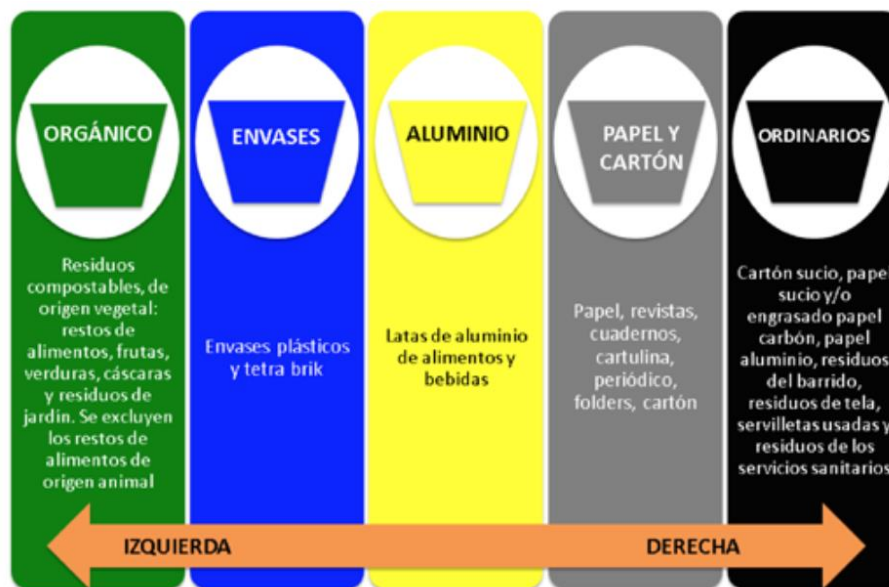 ORGÁNICO
Residuos
compostables, de
origen vegetal:
restos de
alimentos, frutas,
verduras, cáscaras
y residuos de
jardín. Se excluyen
los restos de
alimentos de
origen animal
ENVASES
Envases plásticos
y tetra brik
ALUMINIO
Latas de aluminio
de alimentos y
bebidas
PAPEL Y
CARTÓN
Papel, revistas,
cuadernos,
cartulina,
periódico,
folders, cartón
ORDINARIOS
Cartón sucio, papel
sucio y/o
engrasado papel
carbón, papel
aluminio, residuos
del barrido,
residuos de tela,
servilletas usadas y
residuos de los
servicios sanitarios
IZQUIERDA
DERECHA